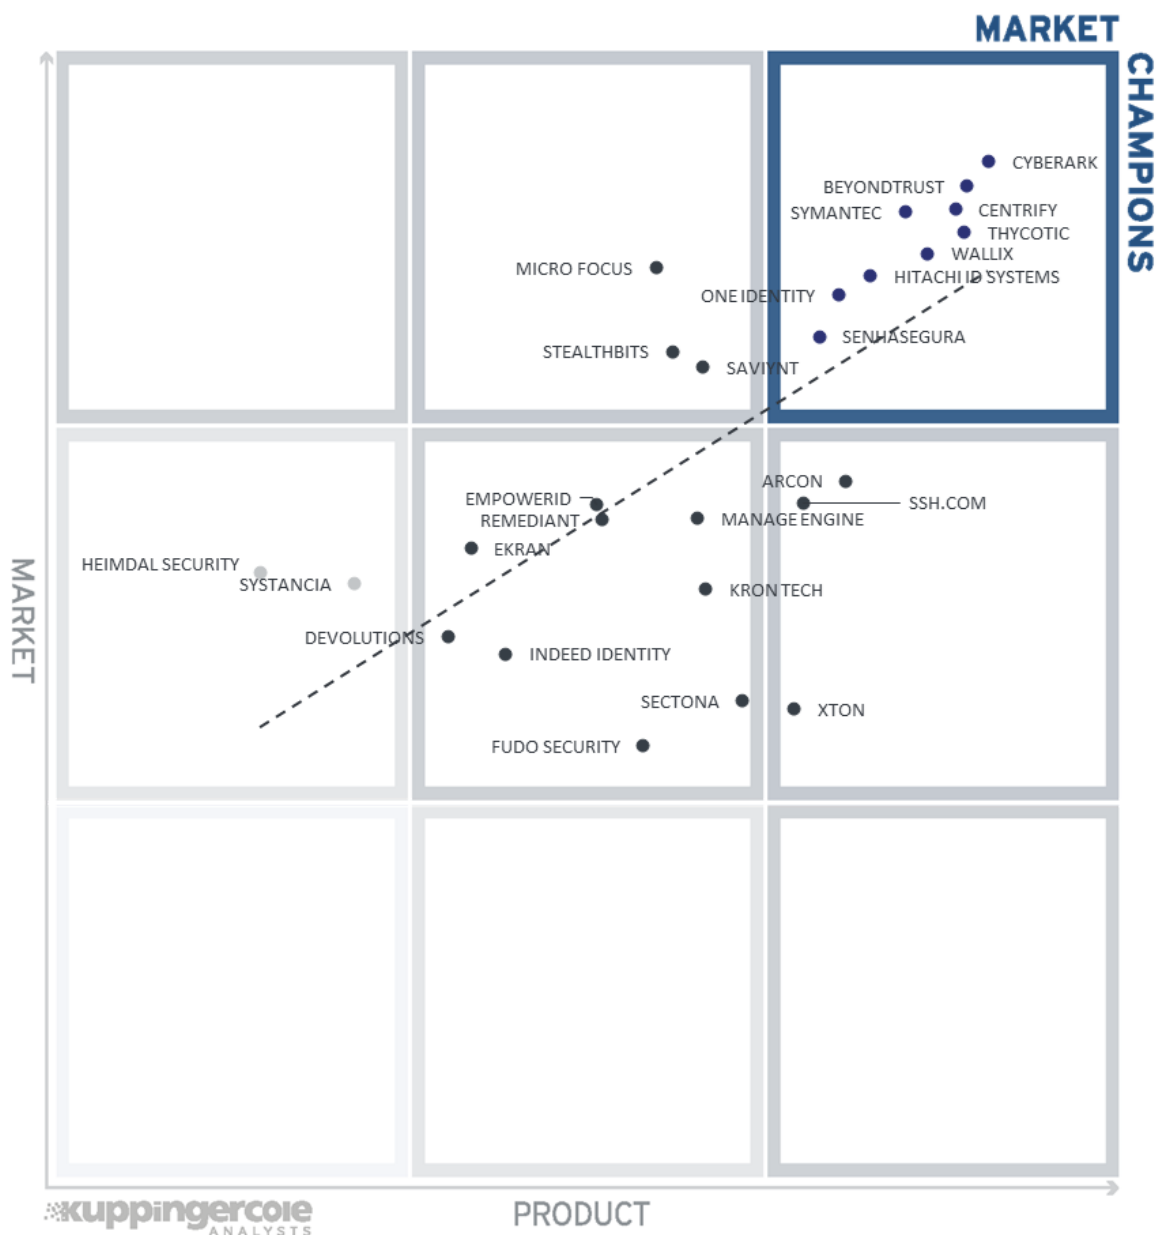 MARKET
CHAMPIONS
CYBERARK
BEYONDTRUST
SYMANTEC
CENTRIFY
THYCOTIC
WALLIX
MICRO FOCUS
HITACHI ID SYSTEMS
ONE IDENTITY
SENHASEGURA
STEALTHBITS
SAVIYNT
ARCON
EMPOWERID
SSH.COM
REMEDIANT
MANAGE ENGINE
EKRAN
HEIMDAL SECURITY
SYSTANCIA
KRON TECH
DEVOLUTIONS
INDEED IDENTITY
SECTONA
XTON
FUDO SECURITY
MARKET
PRODUCT
kuppingercole
ANALYSTS